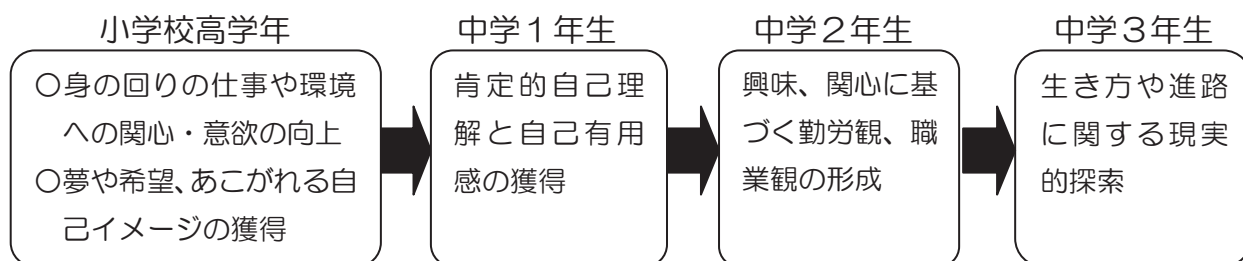 小学校高学年
○身の回りの仕事や環境
への関心・意欲の向上
○夢や希望、あこがれる自
己イメージの獲得
中学１年生
肯定的自己理
解と自己有用
感の獲得
中学２年生
興味、関心に基
づく勤労観、職
業観の形成
中学３年生
生き方や進路
に関する現実
的探索